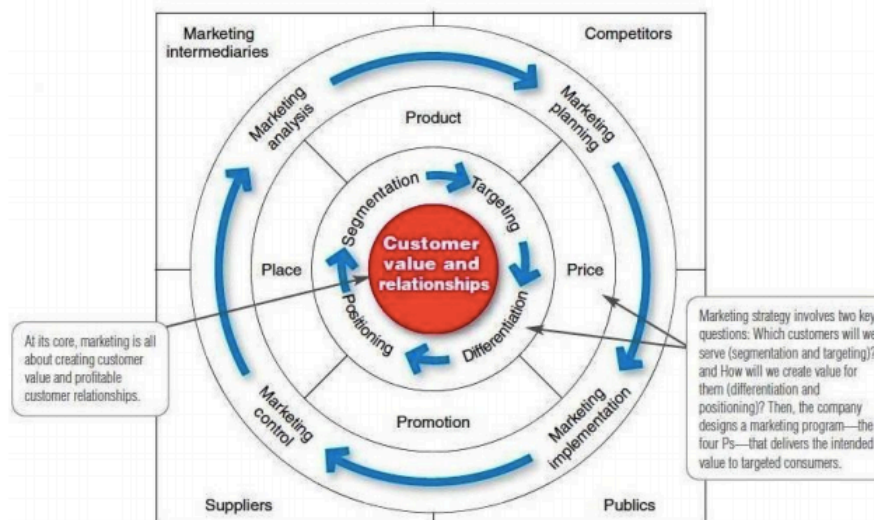 Marketing
intermediaries
Competitors
Marketing
analysis
Marketing
planning
Product
Segmentation
Targeting
Customer
value and
relationships
Place
Price
Positioning
Differentiation
At its core, marketing is all
about creating customer
value and profitable
customer relationships.
Marketing strategy involves two key
questions: Which customers will we
serve (segmentation and targeting)?
and How will we create value for
them (differentiation and
positioning)? Then, the company
designs a marketing program—the
four Ps—that delivers the intended
value to targeted consumers.
Promotion
Marketing
control
Marketing
implementation
Suppliers
Publics